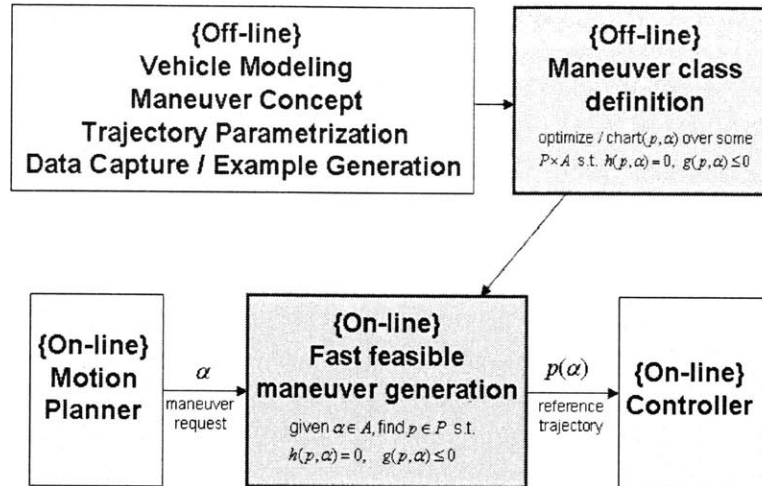 {Off-line}
Vehicle Modeling
Maneuver Concept
Trajectory Parametrization
Data Capture / Example Generation
{Off-line}
Maneuver class
definition
optimize / chart(p,α) over some
P×A s.t. h(p,α)=0, g(p,α)≤0
{On-line}
Motion
Planner
α
maneuver
request
{On-line}
Fast feasible
maneuver generation
given α∈A, find p∈P s.t.
h(p,α)=0, g(p,α)≤0
p(α)
reference
trajectory
{On-line}
Controller